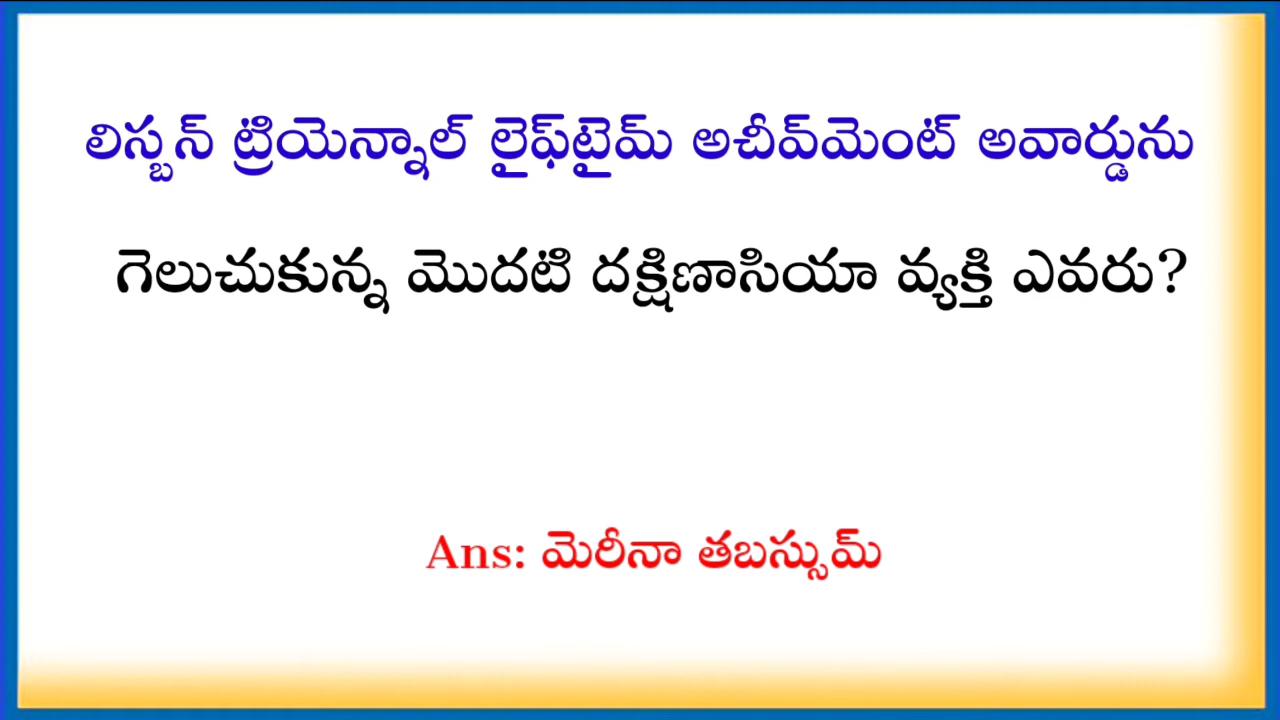 లిస్బన్ ట్రియెన్నాల్ లైఫ్‌టైమ్ అచీవ్‌మెంట్ అవార్డును
గెలుచుకున్న మొదటి దక్షిణాసియా వ్యక్తి ఎవరు?
Ans: మెరీనా తబస్సుమ్